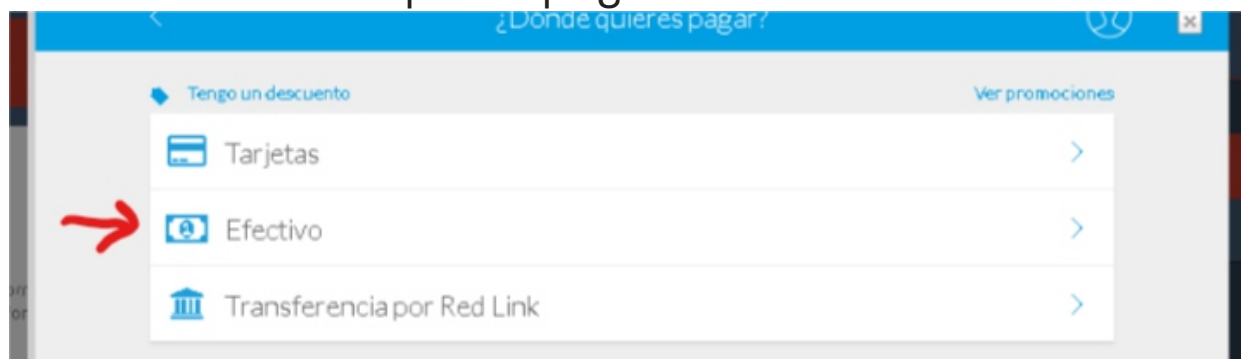 ¿Donde quieres pagar?
Tengo un descuento
Ver promociones
Tarjetas
Efectivo
Transferencia por Red Link